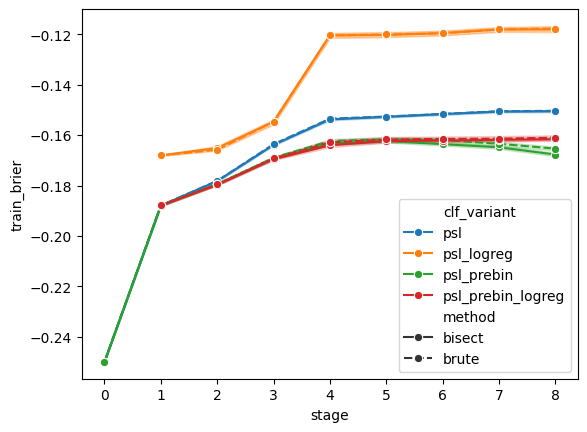 −0.12
−0.14
−0.16
−0.18
−0.20
−0.22
−0.24
train_brier
clf_variant
psl
psl_logreg
psl_prebin
psl_prebin_logreg
method
bisect
brute
0 1 2 3 4 5 6 7 8
stage